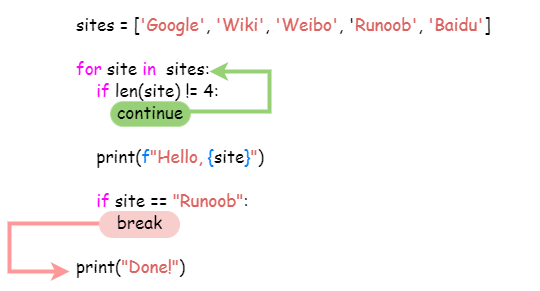 sites = ['Google', 'Wiki', 'Weibo', 'Runoob', 'Baidu']
for site in  sites:
if len(site) != 4:
continue
print(f"Hello, {site}")
if site == "Runoob":
break
print("Done!")